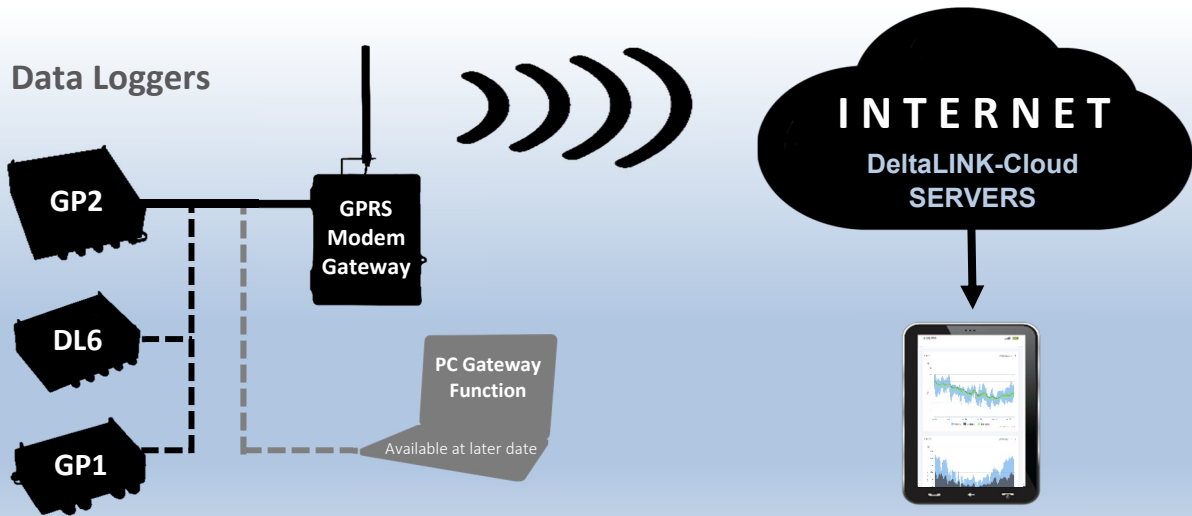 Data Loggers
GP2
DL6
GP1
GPRS
Modem
Gateway
PC Gateway
Function
Available at later date
INTERNET
DeltaLINK-Cloud
SERVERS